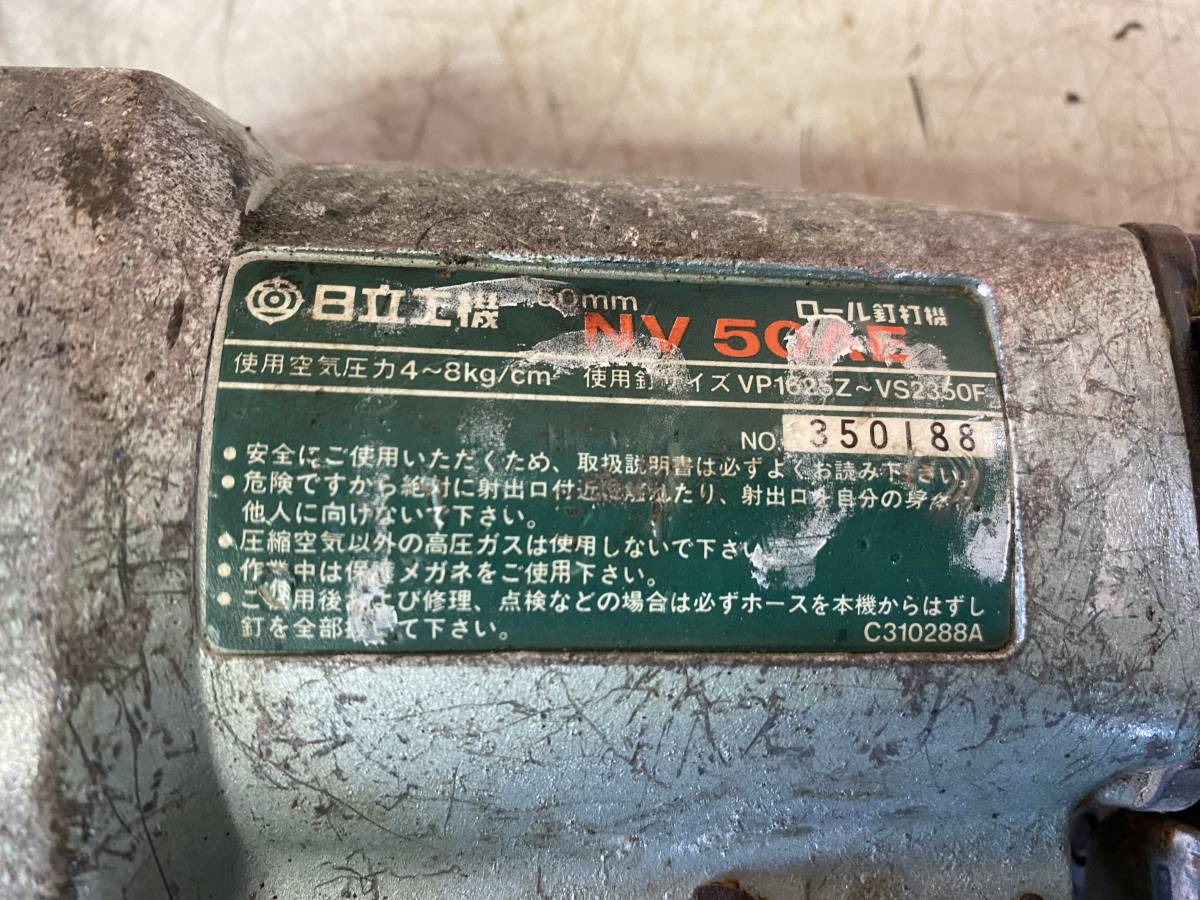 日立工機 50mm ロール釘打機
NV 50AE
使用空気圧力4~8kg/cm² 使用釘サイズ VP1625Z~VS2350F
NO. 350188
• 安全にご使用いただくため、取扱説明書は必ずよくお読み下さい。
• 危険ですから絶対に射出口付近に触れたり、射出口を自分の身体や
他人に向けないで下さい。
• 圧縮空気以外の高圧ガスは使用しないで下さい。
• 作業中は保護メガネをご使用下さい。
• ご使用後および修理、点検などの場合は必ずホースを本機からはずし
釘を全部抜いて下さい。
C310288A